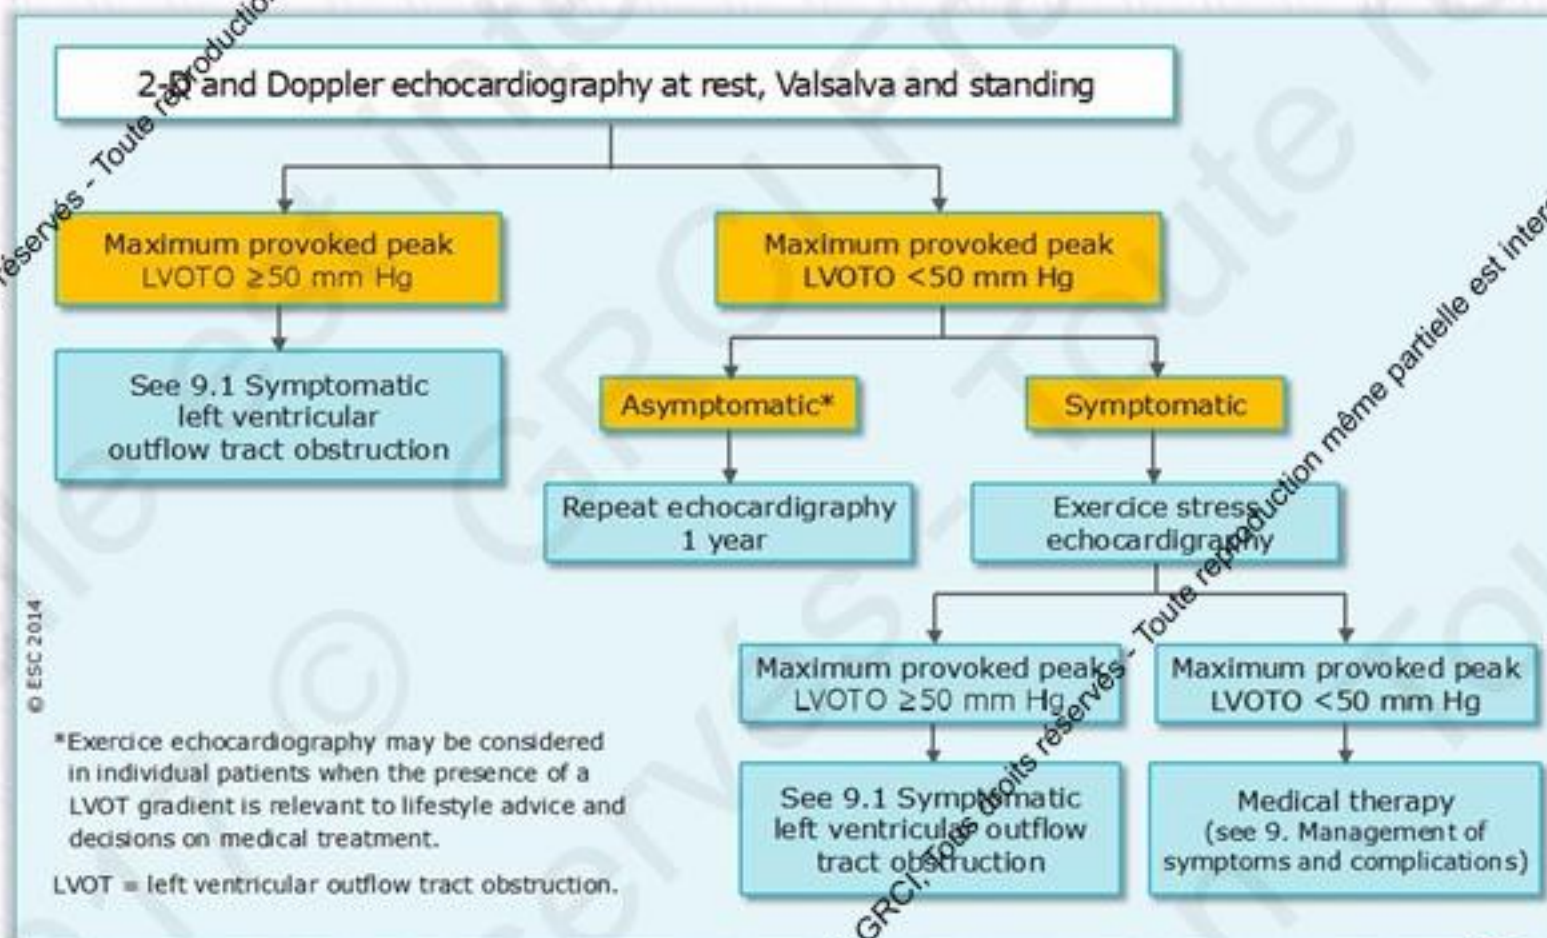 2-D and Doppler echocardiography at rest, Valsalva and standing
Maximum provoked peak
LVOTO ≥50 mm Hg
Maximum provoked peak
LVOTO <50 mm Hg
See 9.1 Symptomatic
left ventricular
outflow tract obstruction
Asymptomatic*
Symptomatic
Repeat echocardigraphy
1 year
Exercice stress
echocardigraphy
Maximum provoked peak
LVOTO ≥50 mm Hg
Maximum provoked peak
LVOTO <50 mm Hg
See 9.1 Symptomatic
left ventricular outflow
tract obstruction
Medical therapy
(see 9. Management of
symptoms and complications)
*Exercice echocardiography may be considered
in individual patients when the presence of a
LVOT gradient is relevant to lifestyle advice and
decisions on medical treatment.
LVOT = left ventricular outflow tract obstruction.
© ESC 2014
réservés - Toute reproduction
GRCI, Tous droits réservés - Toute reproduction même partielle est